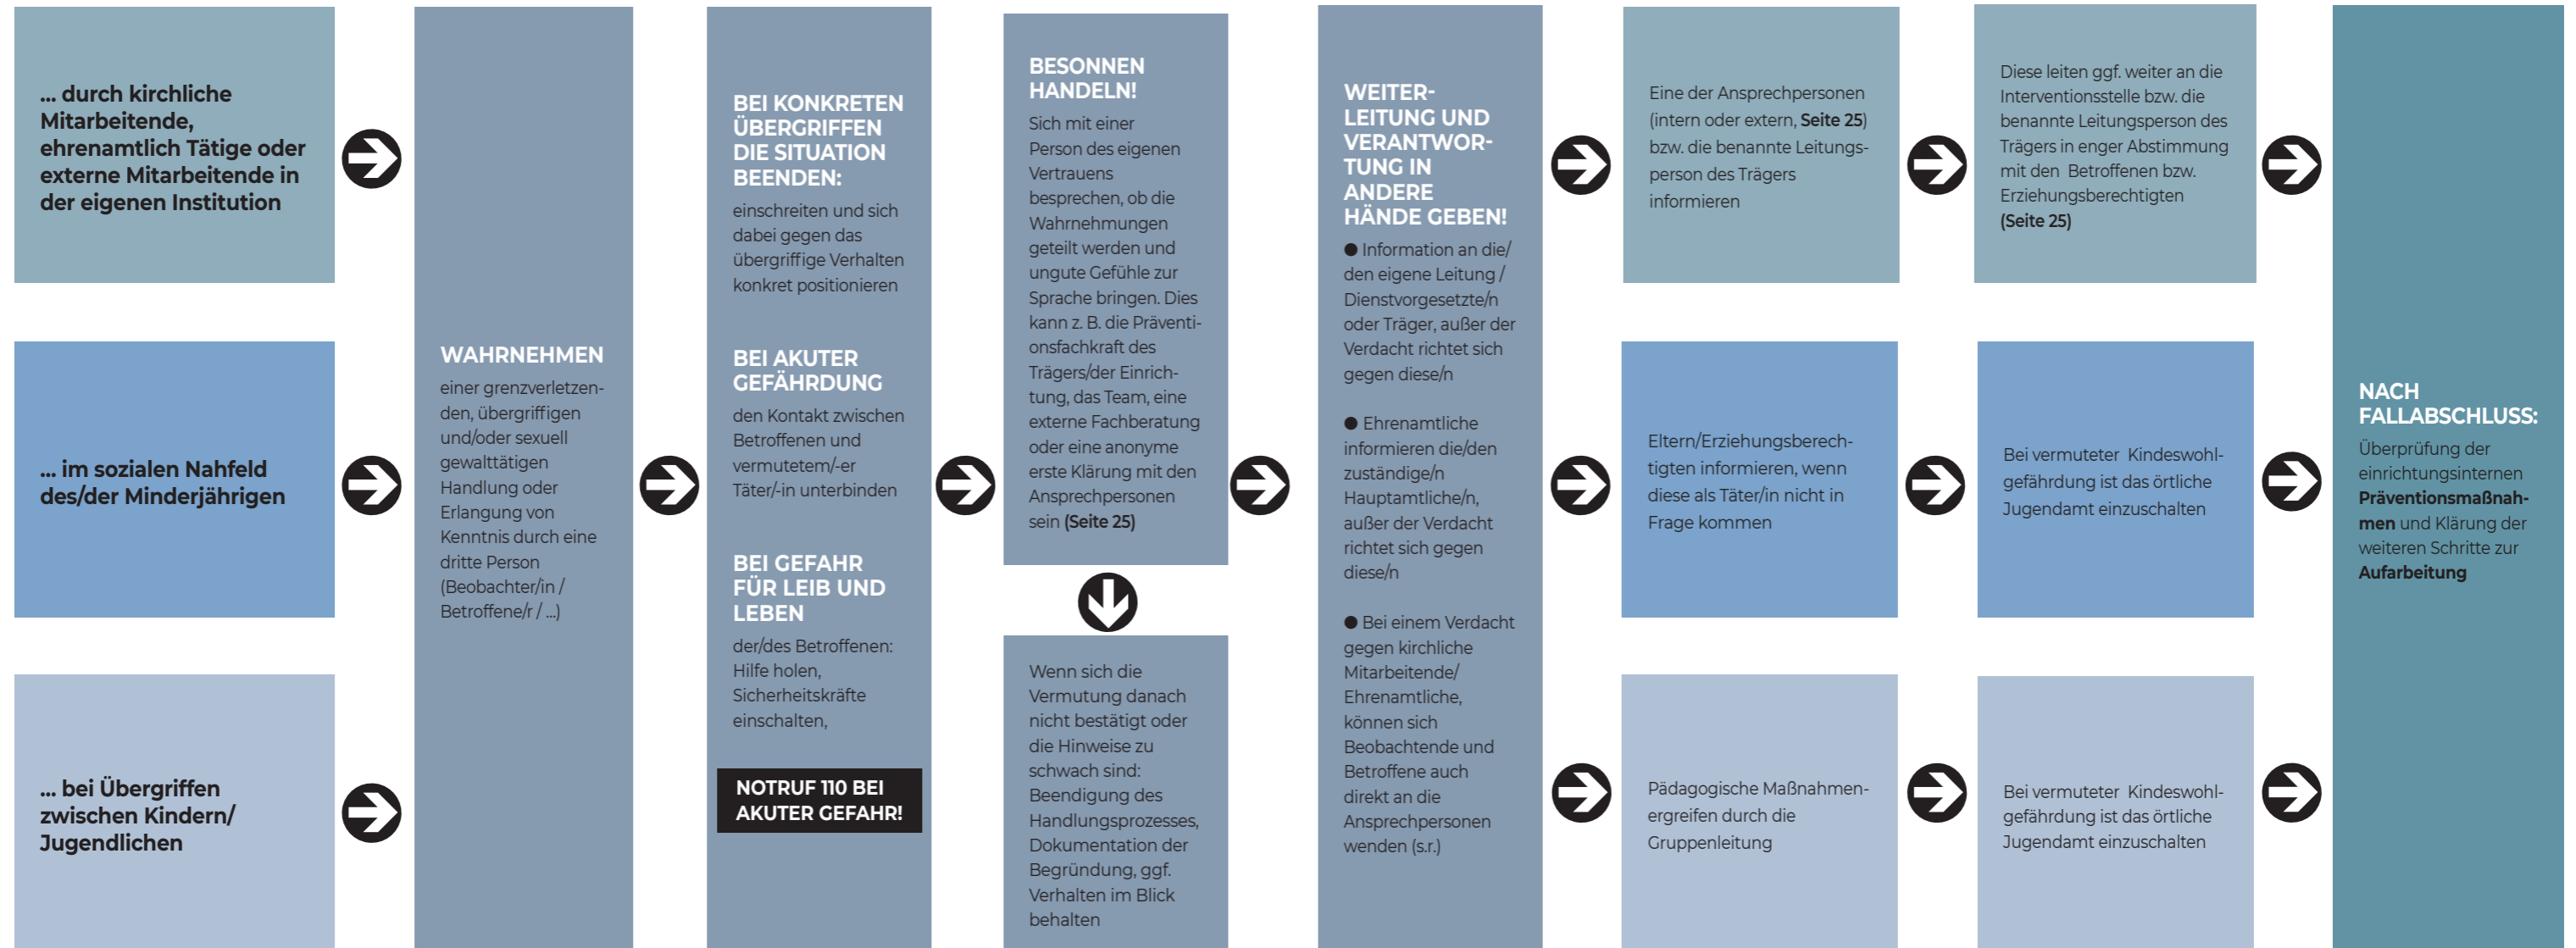 ... durch kirchliche
Mitarbeitende,
ehrenamtlich Tätige oder
externe Mitarbeitende in
der eigenen Institution
... im sozialen Nahfeld
des/der Minderjährigen
... bei Übergriffen
zwischen Kindern/
Jugendlichen
WAHRNEHMEN
einer grenzverletzen-
den, übergriffigen
und/oder sexuell
gewalttätigen
Handlung oder
Erlangung von
Kenntnis durch eine
dritte Person
(Beobachter/in /
Betroffene/r / ...)
BEI KONKRETEN
ÜBERGRIFFEN
DIE SITUATION
BEENDEN:
einschreiten und sich
dabei gegen das
übergriffige Verhalten
konkret positionieren
BEI AKUTER
GEFÄHRDUNG
den Kontakt zwischen
Betroffenen und
vermutetem/-er
Täter/-in unterbinden
BEI GEFAHR
FÜR LEIB UND
LEBEN
der/des Betroffenen:
Hilfe holen,
Sicherheitskräfte
einschalten,
NOTRUF 110 BEI
AKUTER GEFAHR!
BESONNEN
HANDELN!
Sich mit einer
Person des eigenen
Vertrauens
besprechen, ob die
Wahrnehmungen
geteilt werden und
ungute Gefühle zur
Sprache bringen. Dies
kann z. B. die Präventi-
onsfachkraft des
Trägers/der Einrich-
tung, das Team, eine
externe Fachberatung
oder eine anonyme
erste Klärung mit den
Ansprechpersonen
sein (Seite 25)
Wenn sich die
Vermutung danach
nicht bestätigt oder
die Hinweise zu
schwach sind:
Beendigung des
Handlungsprozesses,
Dokumentation der
Begründung, ggf.
Verhalten im Blick
behalten
WEITER-
LEITUNG UND
VERANTWOR-
TUNG IN
ANDERE
HÄNDE GEBEN!
● Information an die/
den eigene Leitung /
Dienstvorgesetzte/n
oder Träger, außer der
Verdacht richtet sich
gegen diese/n
● Ehrenamtliche
informieren die/den
zuständige/n
Hauptamtliche/n,
außer der Verdacht
richtet sich gegen
diese/n
● Bei einem Verdacht
gegen kirchliche
Mitarbeitende/
Ehrenamtliche,
können sich
Beobachtende und
Betroffene auch
direkt an die
Ansprechpersonen
wenden (s.r.)
Eine der Ansprechpersonen
(intern oder extern, Seite 25)
bzw. die benannte Leitungs-
person des Trägers
informieren
Diese leiten ggf. weiter an die
Interventionsstelle bzw. die
benannte Leitungsperson des
Trägers in enger Abstimmung
mit den Betroffenen bzw.
Erziehungsberechtigten
(Seite 25)
Eltern/Erziehungsberech-
tigten informieren, wenn
diese als Täter/in nicht in
Frage kommen
Bei vermuteter Kindeswohl-
gefährdung ist das örtliche
Jugendamt einzuschalten
Pädagogische Maßnahmen-
ergreifen durch die
Gruppenleitung
Bei vermuteter Kindeswohl-
gefährdung ist das örtliche
Jugendamt einzuschalten
NACH
FALLABSCHLUSS:
Überprüfung der
einrichtungsinternen
Präventionsmaßnah-
men und Klärung der
weiteren Schritte zur
Aufarbeitung